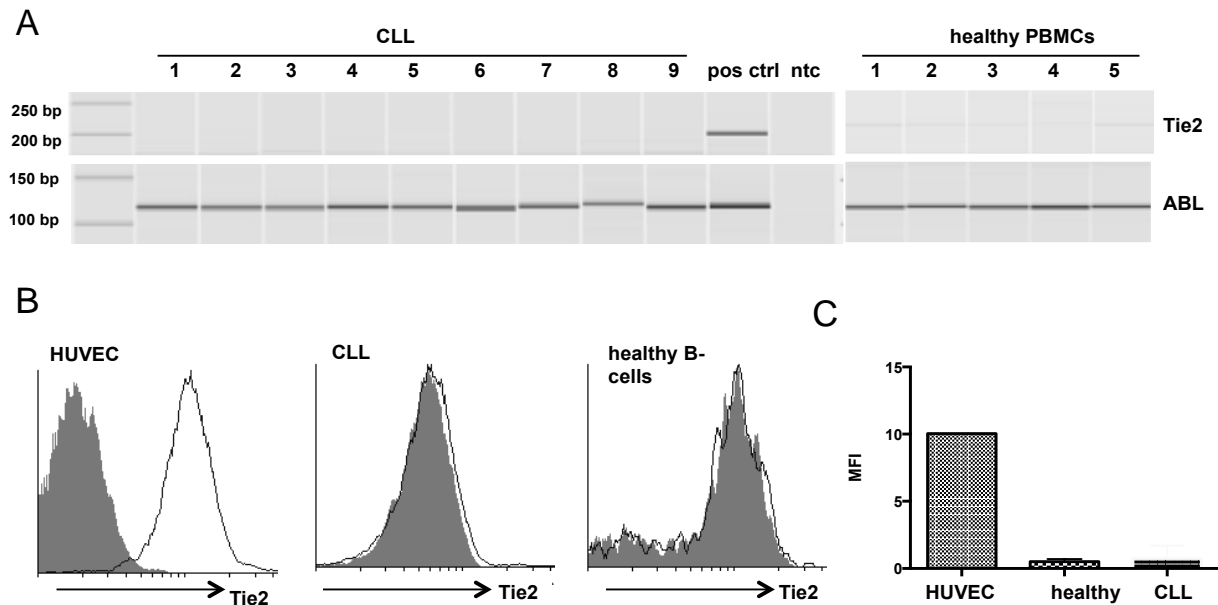 A
CLL
healthy PBMCs
1 2 3 4 5 6 7 8 9 pos ctrl ntc
1 2 3 4 5
250 bp
200 bp
Tie2
150 bp
100 bp
ABL
B
HUVEC
CLL
healthy B-
cells
Tie2
Tie2
Tie2
C
15
10
5
0
MFI
HUVEC healthy CLL